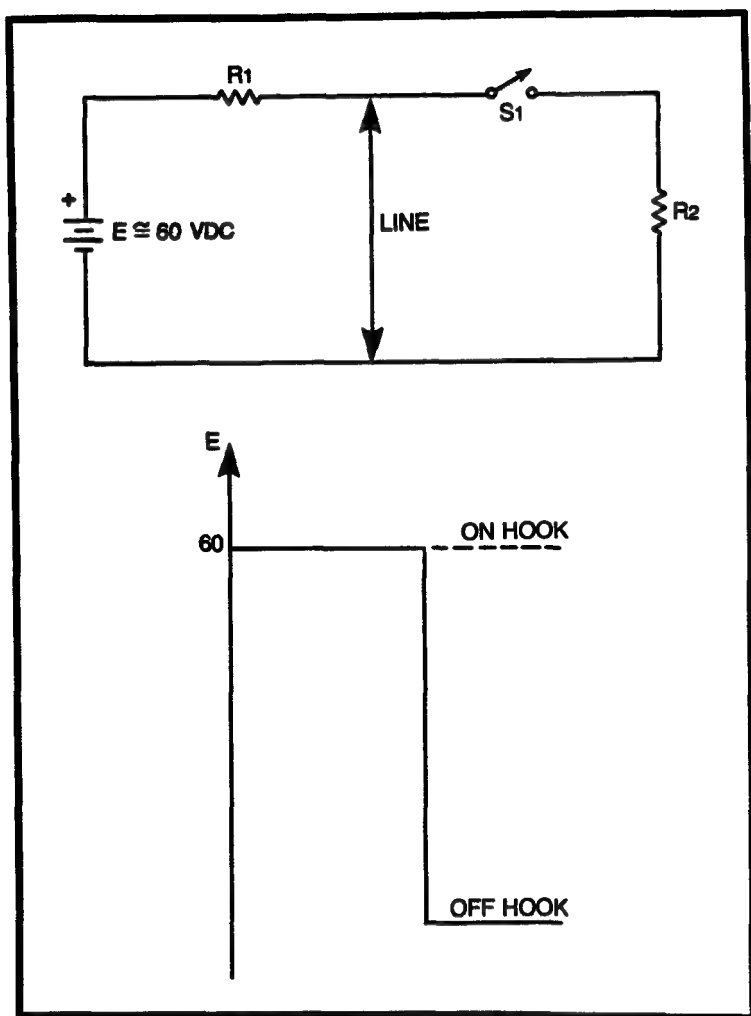 R1
S1
+
E ≅ 60 VDC
LINE
R2
E
60
ON HOOK
OFF HOOK